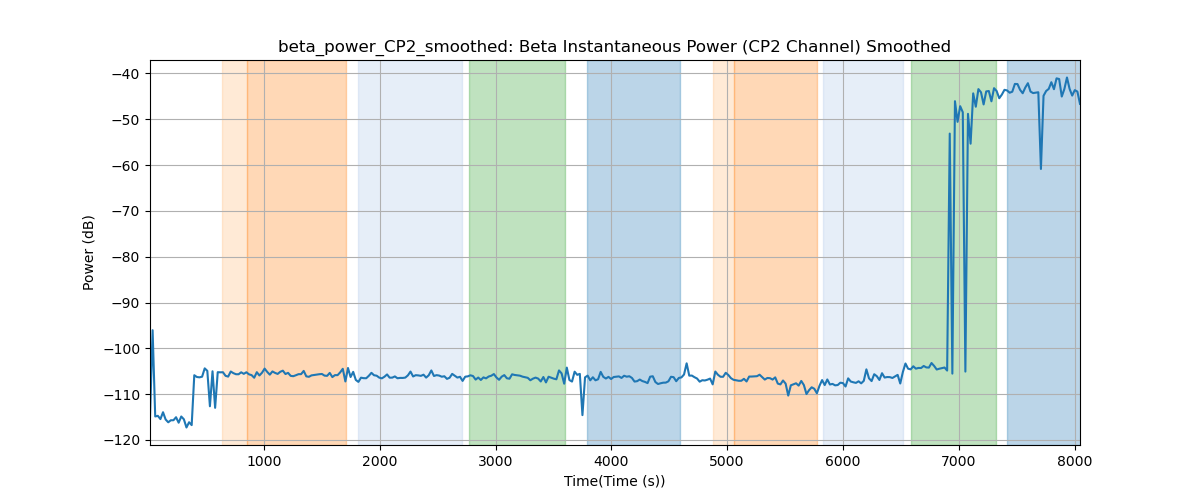 beta_power_CP2_smoothed: Beta Instantaneous Power (CP2 Channel) Smoothed
Power (dB)
−40
−50
−60
−70
−80
−90
−100
−110
−120
1000 2000 3000 4000 5000 6000 7000 8000
Time(Time (s))